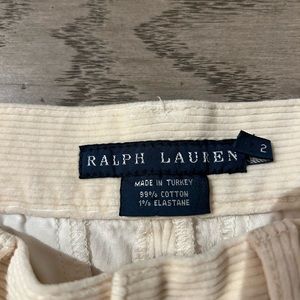 RALPH LAUREN
2
MADE IN TURKEY
99% COTTON
1% ELASTANE